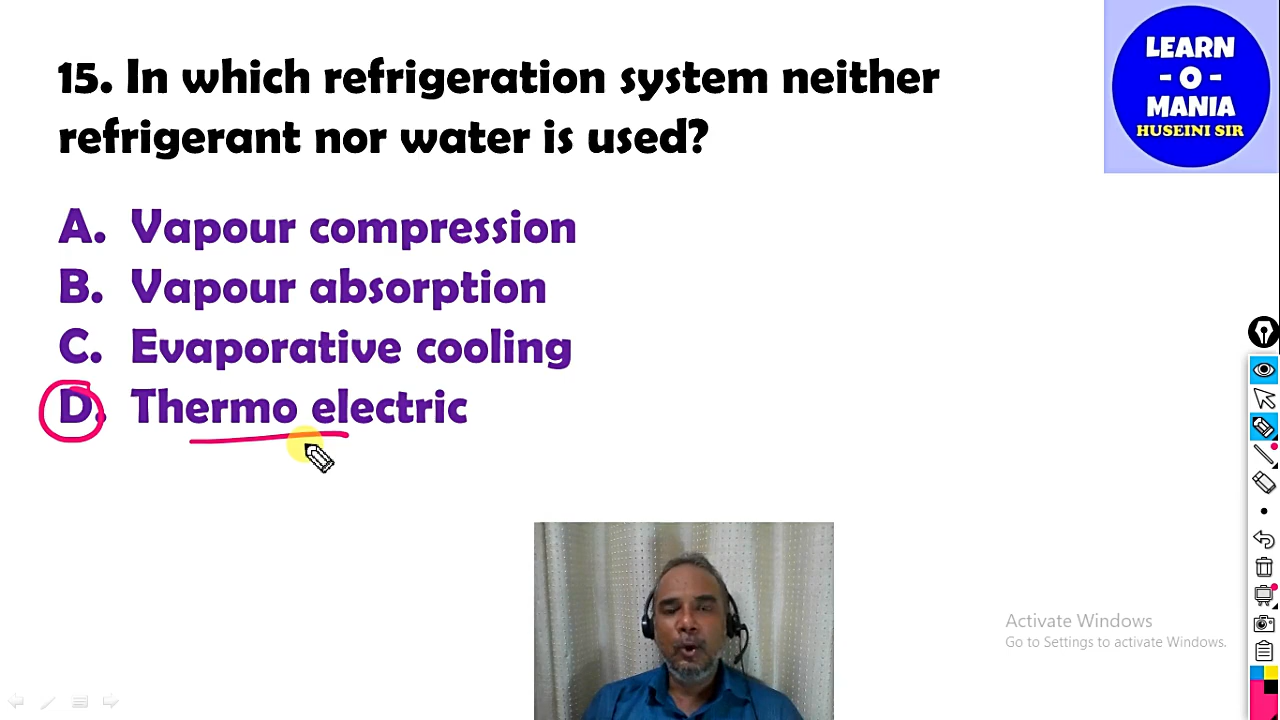 15. In which refrigeration system neither
refrigerant nor water is used?
A. Vapour compression
B. Vapour absorption
C. Evaporative cooling
D. Thermo electric
LEARN
- O -
MANIA
HUSEINI SIR
Activate Windows
Go to Settings to activate Windows.